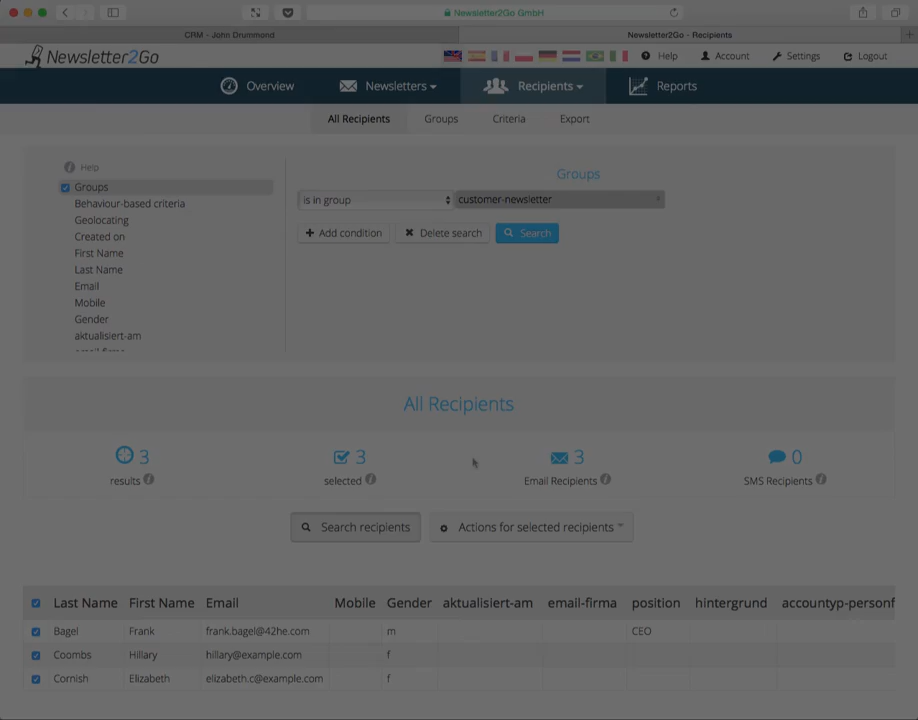 Newsletter2Go GmbH
CRM - John Drummond
Newsletter2Go - Recipients
Newsletter2Go
Help
Account
Settings
Logout
Overview
Newsletters
Recipients
Reports
All Recipients
Groups
Criteria
Export
Help
Groups
Behaviour-based criteria
Geolocating
Created on
First Name
Last Name
Email
Mobile
Gender
aktualisiert-am
email-firma
Groups
is in group
customer-newsletter
Add condition
Delete search
Search
All Recipients
3
results
3
selected
3
Email Recipients
0
SMS Recipients
Search recipients
Actions for selected recipients
Last Name First Name Email Mobile Gender aktualisiert-am email-firma position hintergrund accountyp-personf
Bagel Frank frank.bagel@42he.com m CEO
Coombs Hillary hillary@example.com f
Cornish Elizabeth elizabeth.c@example.com f